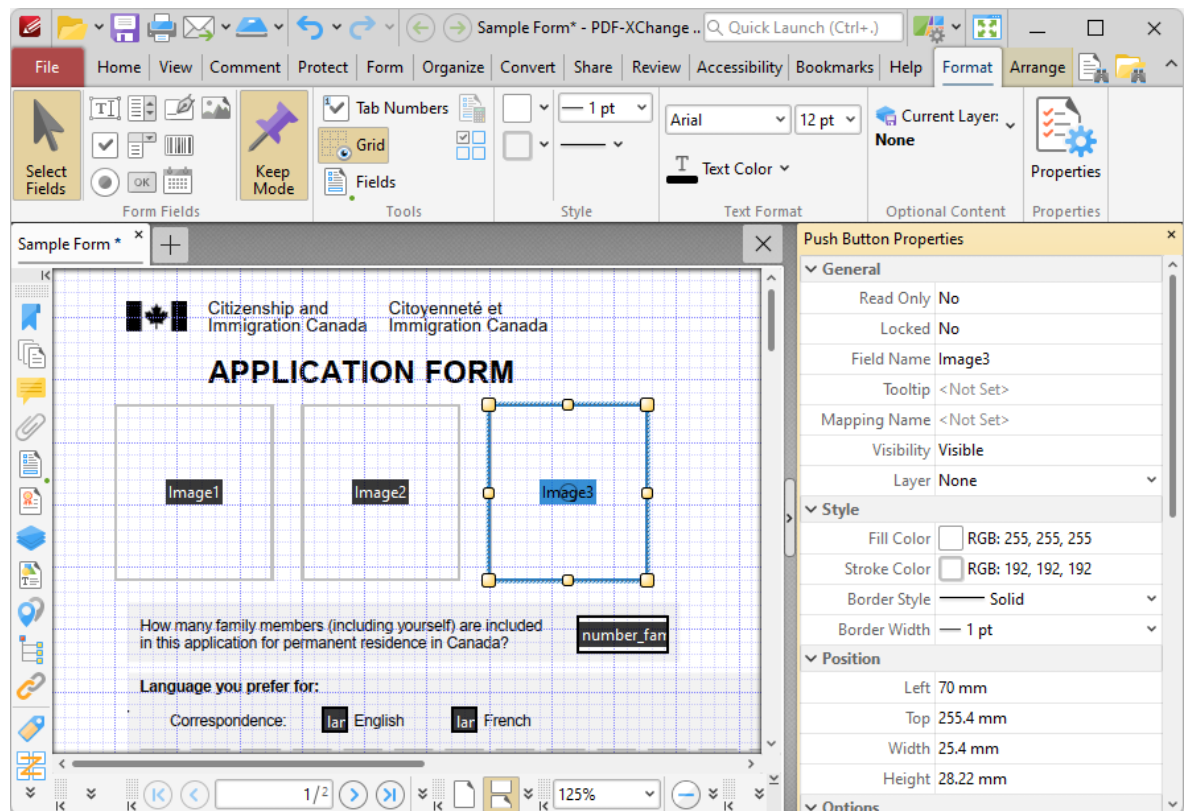 Sample Form* - PDF-XChange ..
Quick Launch (Ctrl+.)
File Home View Comment Protect Form Organize Convert Share Review Accessibility Bookmarks Help Format Arrange
Select Fields
OK
Keep Mode
Form Fields
Tab Numbers
Grid
Fields
Tools
1 pt
Style
Arial
12 pt
Text Color
Text Format
Current Layer:
None
Optional Content
Properties
Properties
Sample Form *
Citizenship and
Immigration Canada
Citoyenneté et
Immigration Canada
APPLICATION FORM
Image1
Image2
Image3
How many family members (including yourself) are included
in this application for permanent residence in Canada?
number_fam
Language you prefer for:
Correspondence:
lar English
lar French
1/2
125%
Push Button Properties
General
Read Only No
Locked No
Field Name Image3
Tooltip <Not Set>
Mapping Name <Not Set>
Visibility Visible
Layer None
Style
Fill Color RGB: 255, 255, 255
Stroke Color RGB: 192, 192, 192
Border Style Solid
Border Width 1 pt
Position
Left 70 mm
Top 255.4 mm
Width 25.4 mm
Height 28.22 mm
Options